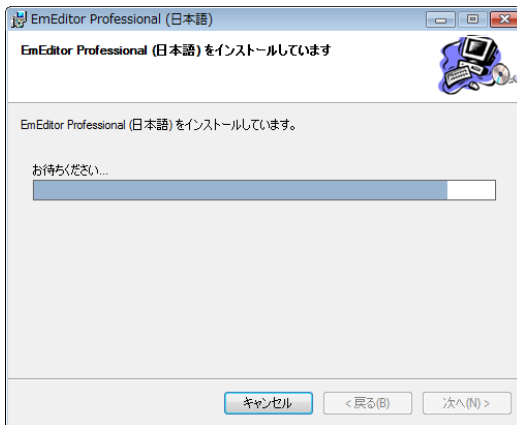 EmEditor Professional (日本語)
EmEditor Professional (日本語) をインストールしています
EmEditor Professional (日本語) をインストールしています。
お待ちください...
キャンセル
< 戻る(B)
次へ(N) >